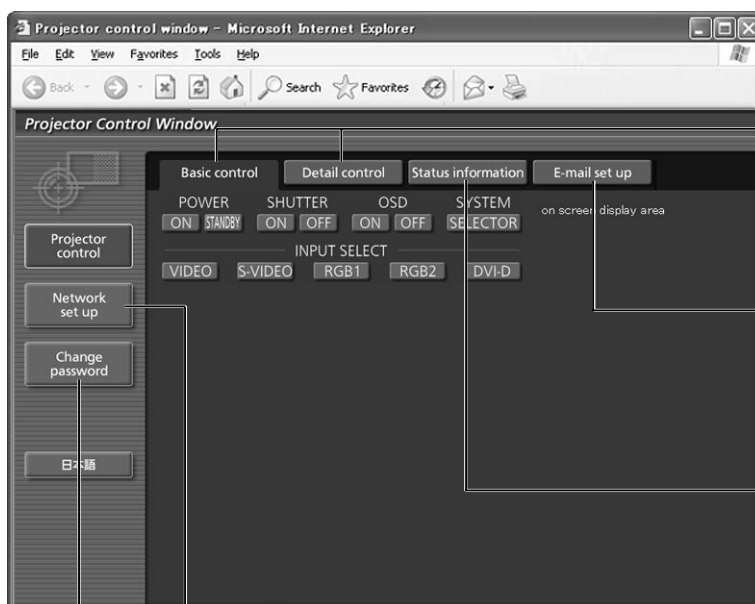 Projector control window - Microsoft Internet Explorer
File Edit View Favorites Tools Help
Back Search Favorites
Projector Control Window
Basic control Detail control Status information E-mail set up
POWER SHUTTER OSD SYSTEM
ON STANDBY ON OFF ON OFF SELECTOR
on screen display area
INPUT SELECT
VIDEO S-VIDEO RGB1 RGB2 DVI-D
Projector
control
Network
set up
Change
password
日本語